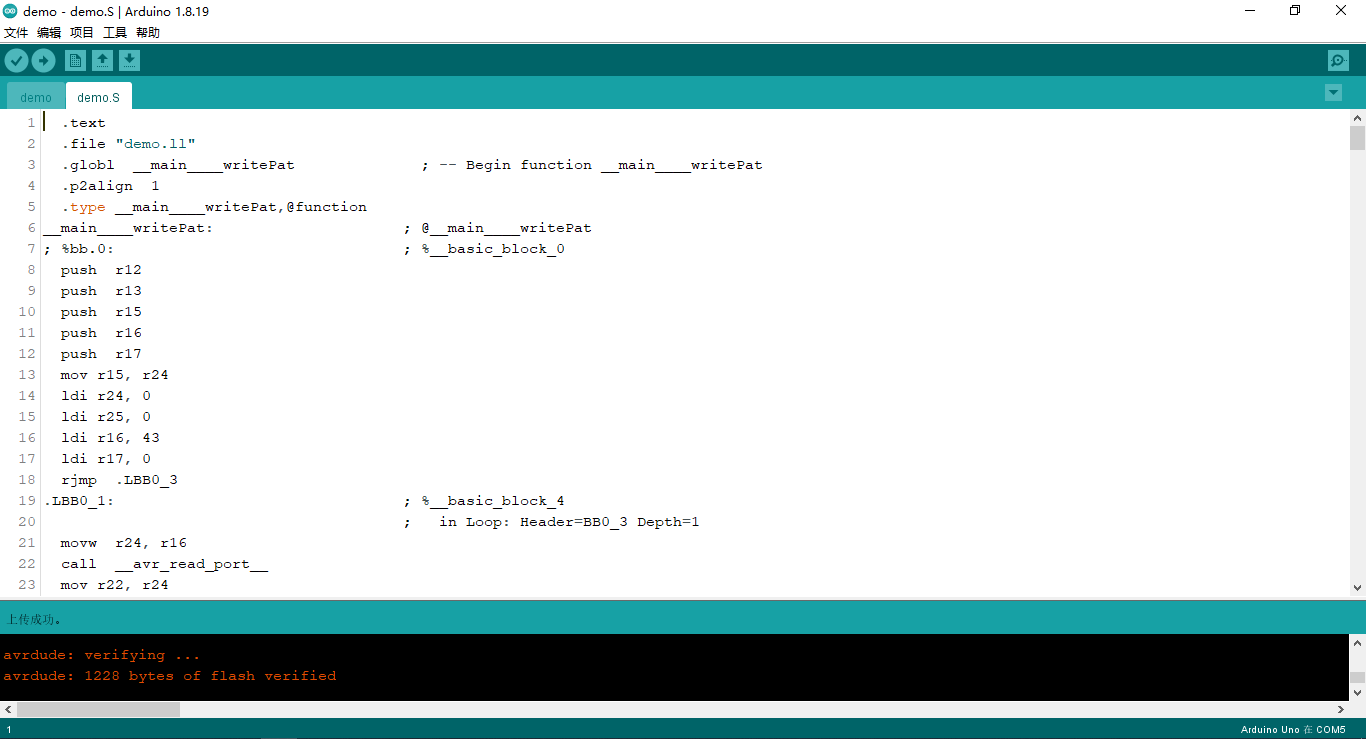 demo - demo.S | Arduino 1.8.19
文件 编辑 项目 工具 帮助
demo demo.S
1 .text
2 .file "demo.ll"
3 .globl __main____writePat ; -- Begin function __main____writePat
4 .p2align 1
5 .type __main____writePat,@function
6 __main____writePat: ; @__main____writePat
7 ; %bb.0: ; %__basic_block_0
8 push r12
9 push r13
10 push r15
11 push r16
12 push r17
13 mov r15, r24
14 ldi r24, 0
15 ldi r25, 0
16 ldi r16, 43
17 ldi r17, 0
18 rjmp .LBB0_3
19 .LBB0_1: ; %__basic_block_4
20 ; in Loop: Header=BB0_3 Depth=1
21 movw r24, r16
22 call __avr_read_port__
23 mov r22, r24
上传成功。
avrdude: verifying ...
avrdude: 1228 bytes of flash verified
1 Arduino Uno 在 COM5